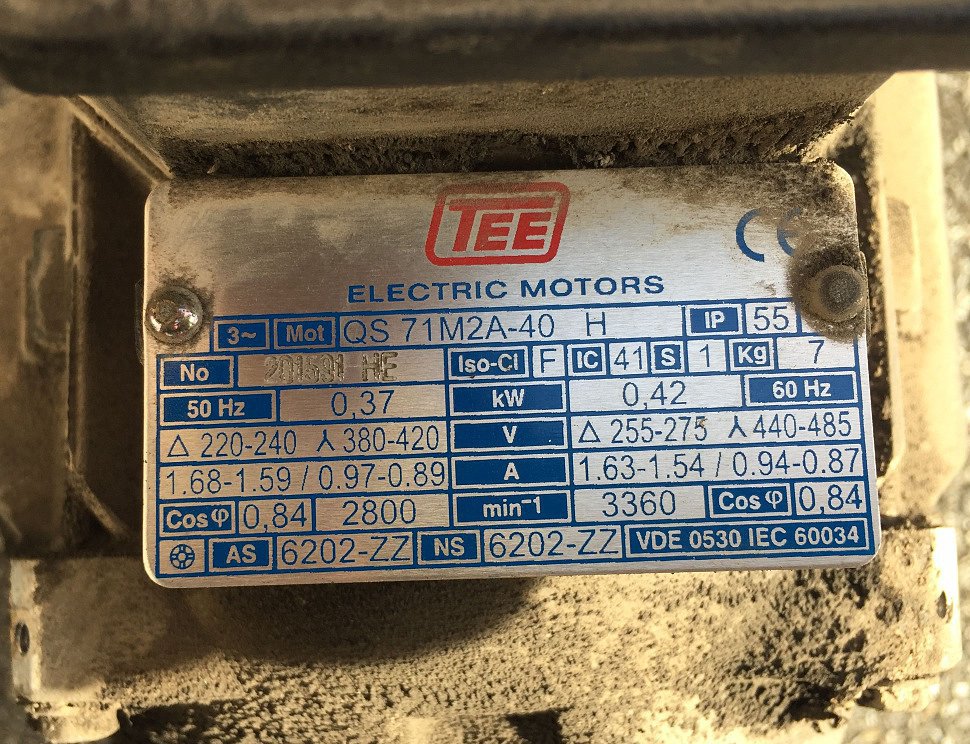 TEE
CE
ELECTRIC MOTORS
3~ Mot QS 71M2A-40 H IP 55
No 201631 HE Iso-Cl F IC 41 S 1 Kg 7
50 Hz 0,37 kW 0,42 60 Hz
Δ 220-240 ⅄ 380-420 V Δ 255-275 ⅄ 440-485
1.68-1.59 / 0.97-0.89 A 1.63-1.54 / 0.94-0.87
Cos φ 0,84 2800 min⁻¹ 3360 Cos φ 0,84
AS 6202-ZZ NS 6202-ZZ VDE 0530 IEC 60034